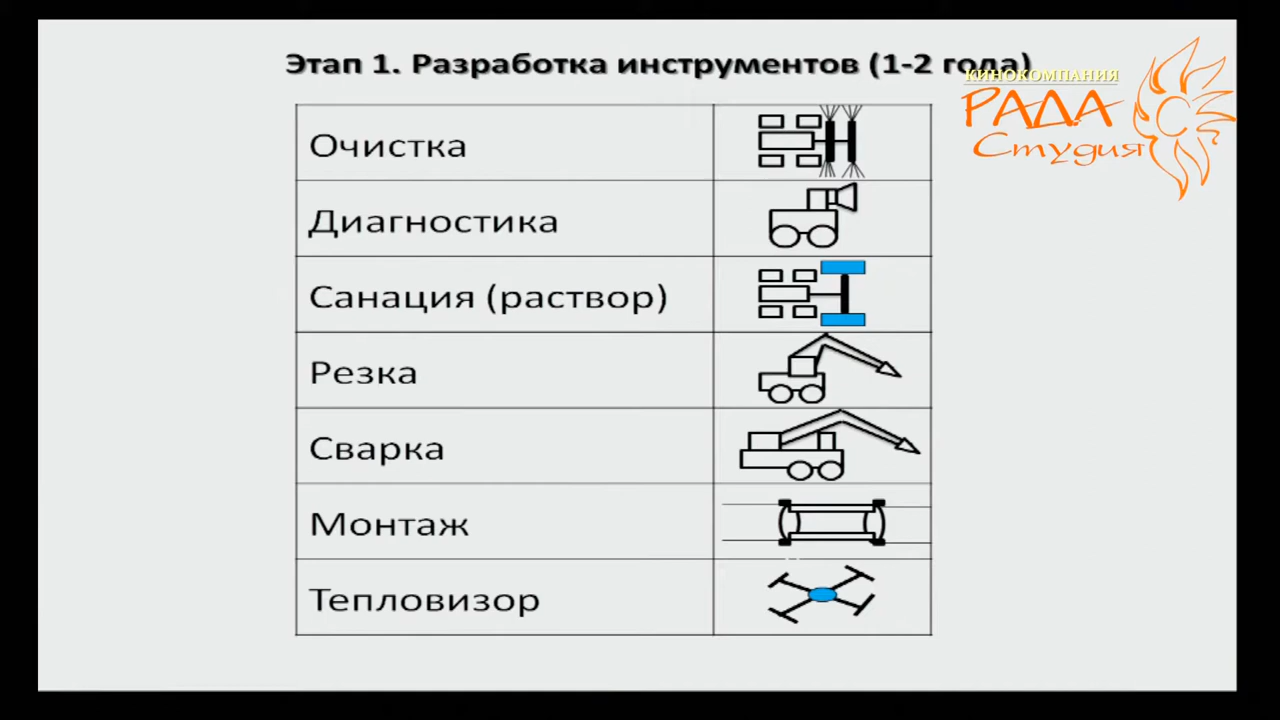 Этап 1. Разработка инструментов (1-2 года)
КИНОКОМПАНИЯ
РАДА
Студия
Очистка
Диагностика
Санация (раствор)
Резка
Сварка
Монтаж
Тепловизор